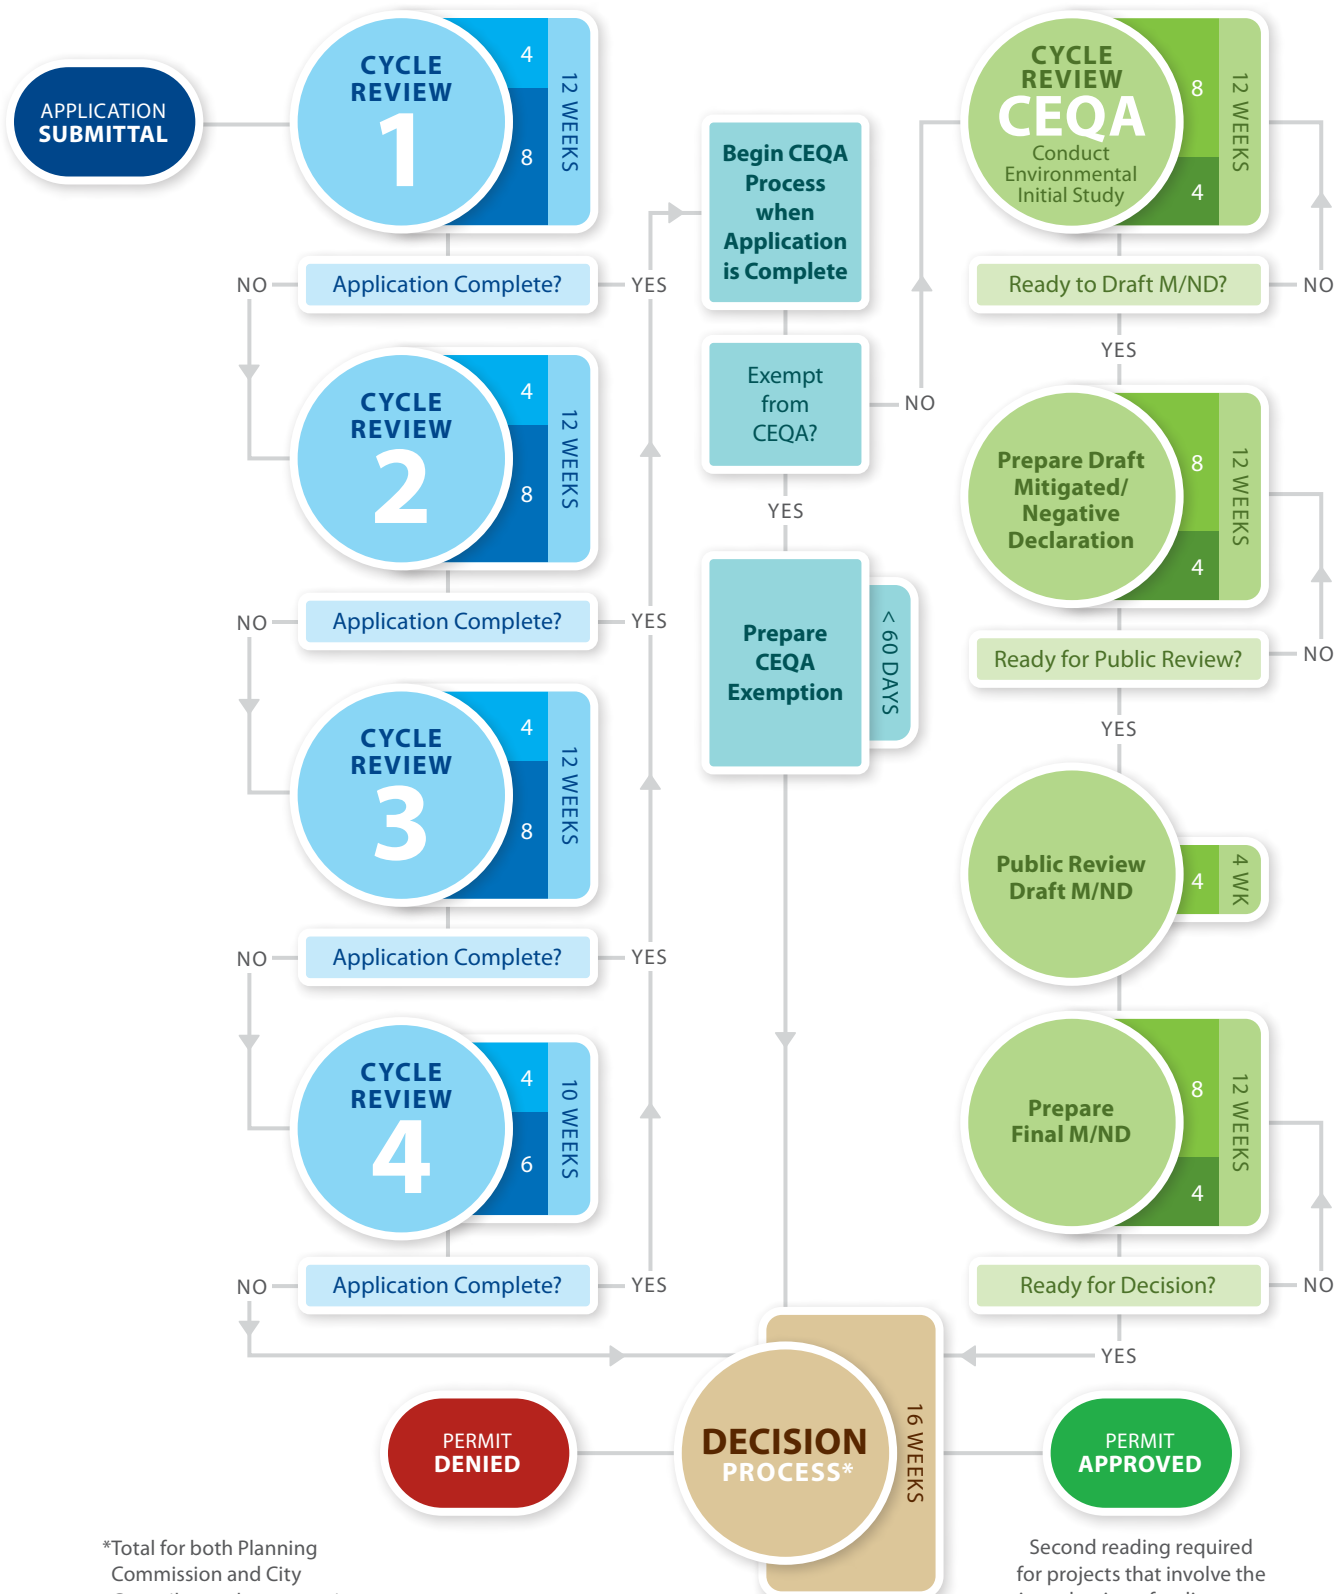 APPLICATION
SUBMITTAL
CYCLE
REVIEW
1
4
8
12 WEEKS
Application Complete?
NO
YES
CYCLE
REVIEW
2
4
8
12 WEEKS
Application Complete?
NO
YES
CYCLE
REVIEW
3
4
8
12 WEEKS
Application Complete?
NO
YES
CYCLE
REVIEW
4
4
6
10 WEEKS
Application Complete?
NO
YES
Begin CEQA
Process
when
Application
is Complete
Exempt
from
CEQA?
NO
YES
Prepare
CEQA
Exemption
< 60 DAYS
CYCLE
REVIEW
CEQA
Conduct
Environmental
Initial Study
8
4
12 WEEKS
Ready to Draft M/ND?
NO
YES
Prepare Draft
Mitigated/
Negative
Declaration
8
4
12 WEEKS
Ready for Public Review?
NO
YES
Public Review
Draft M/ND
4
4 WK
Prepare
Final M/ND
8
4
12 WEEKS
Ready for Decision?
NO
YES
DECISION
PROCESS*
16 WEEKS
PERMIT
DENIED
PERMIT
APPROVED
*Total for both Planning
Commission and City
Second reading required
for projects that involve the